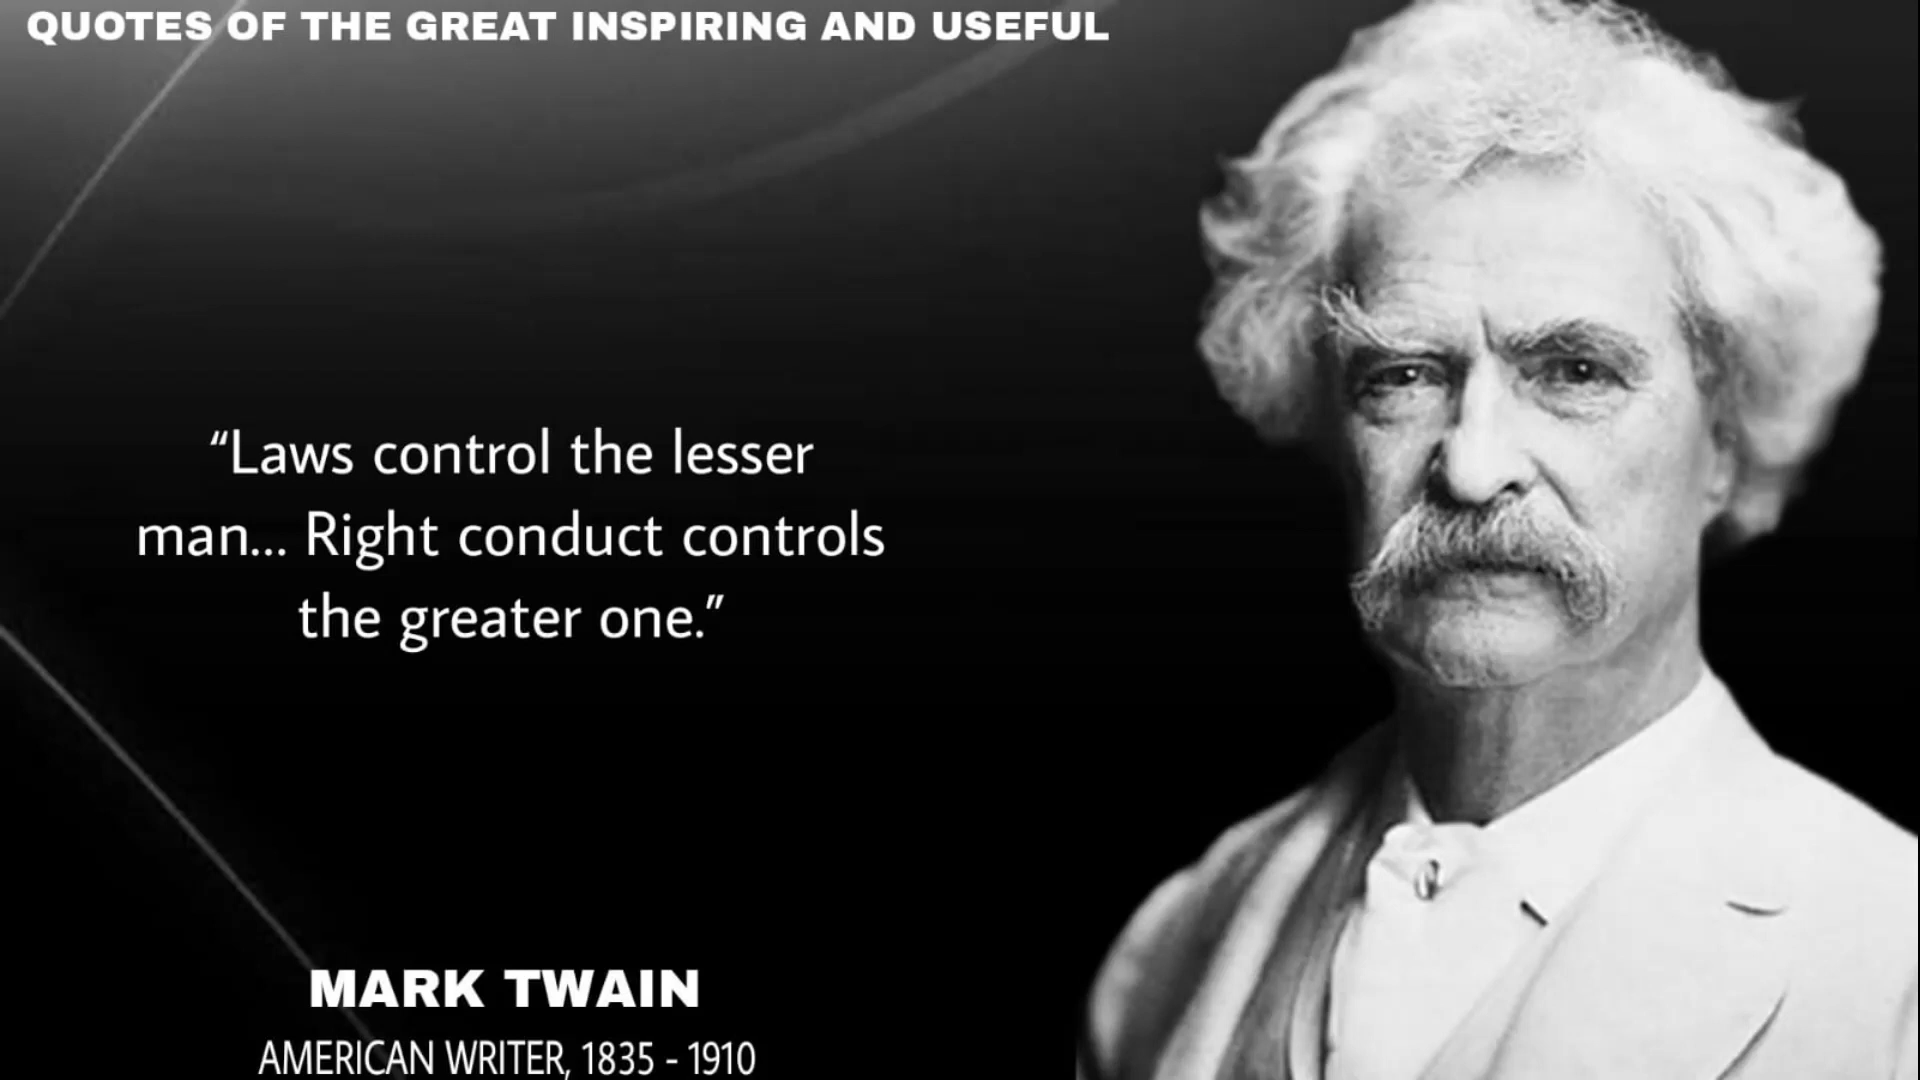 QUOTES OF THE GREAT INSPIRING AND USEFUL
“Laws control the lesser
man... Right conduct controls
the greater one.”
MARK TWAIN
AMERICAN WRITER, 1835 - 1910